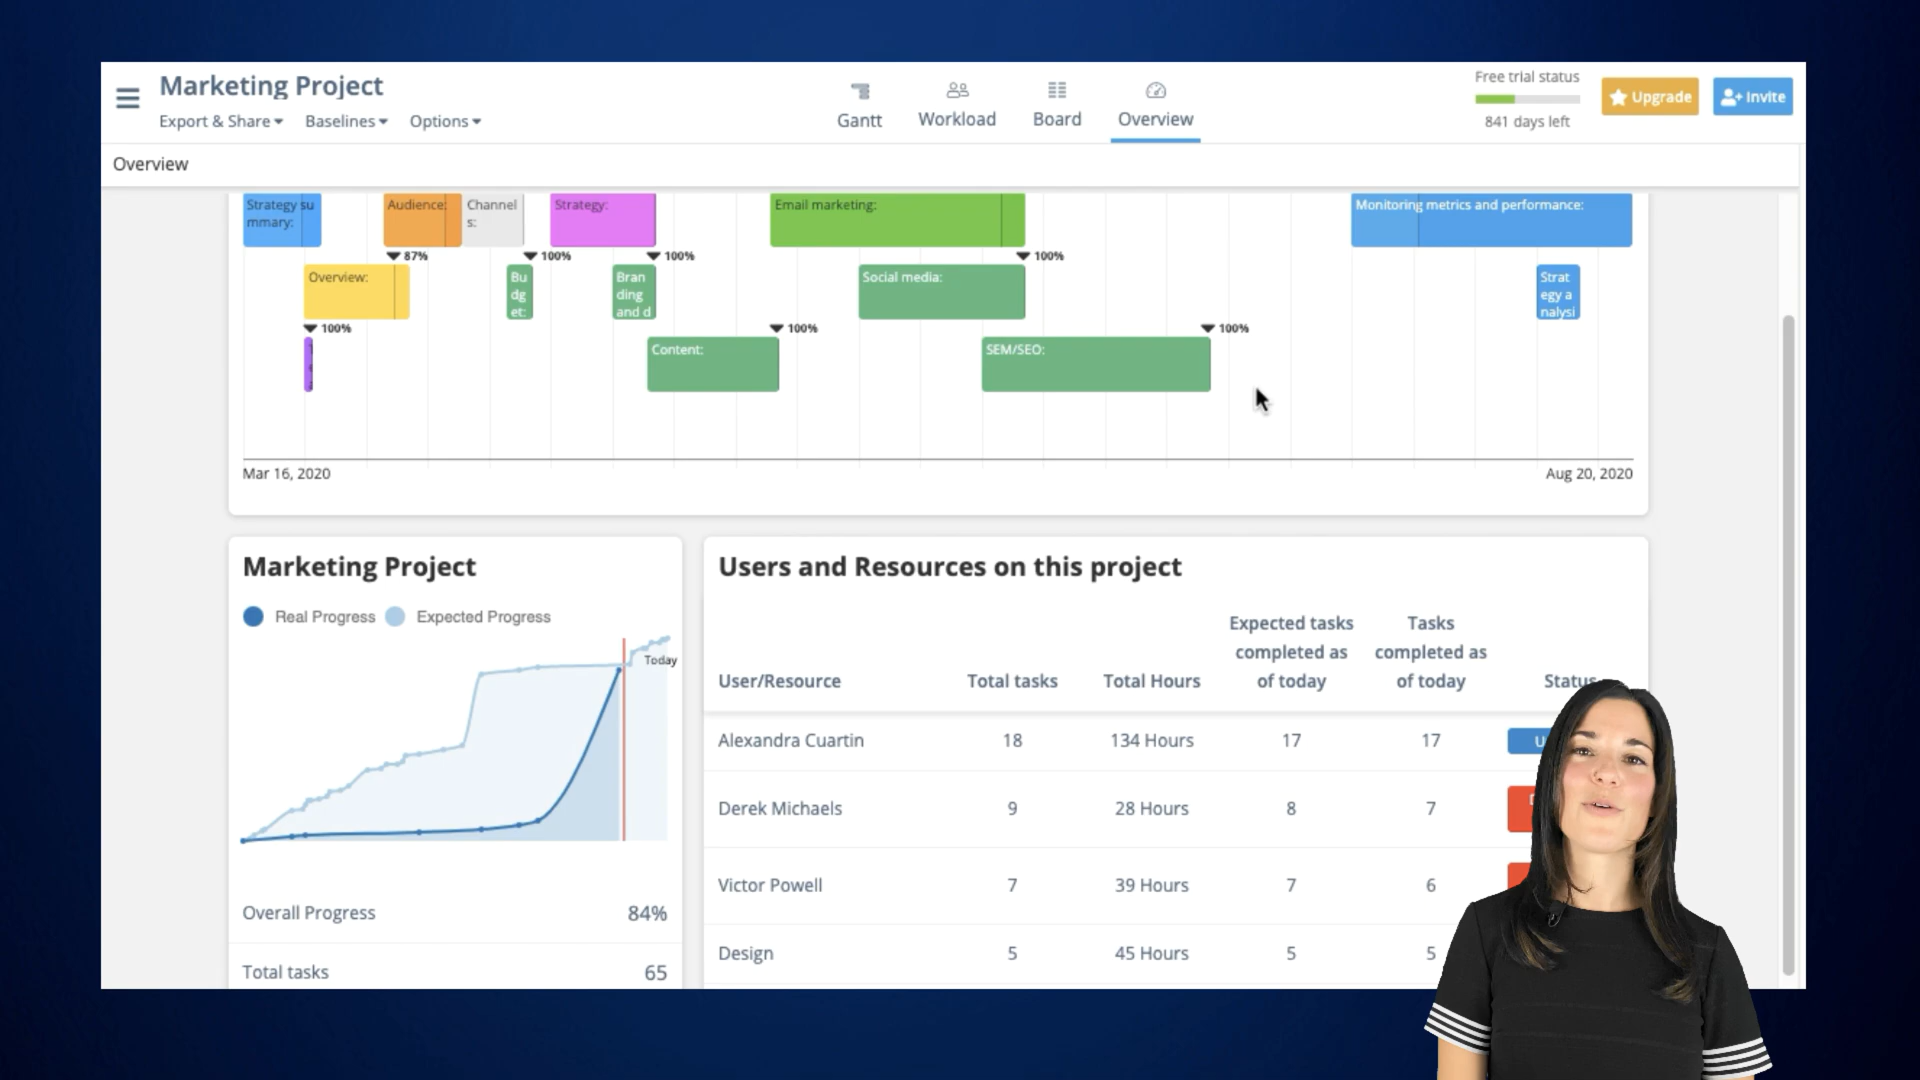 Marketing Project
Export & Share
Baselines
Options
Gantt
Workload
Board
Overview
Free trial status
841 days left
Upgrade
Invite
Overview
Strategy su
mmary:
Audience:
Channel
s:
Strategy:
Email marketing:
Monitoring metrics and performance:
87%
100%
100%
100%
Overview:
Bu
dg
et:
Bran
ding
and d
Social media:
Strat
egy a
nalysi
100%
100%
100%
Content:
SEM/SEO:
Mar 16, 2020
Aug 20, 2020
Marketing Project
Real Progress
Expected Progress
Today
Overall Progress 84%
Total tasks 65
Users and Resources on this project
User/Resource
Total tasks
Total Hours
Expected tasks
completed as
of today
Tasks
completed as
of today
Status
Alexandra Cuartin 18 134 Hours 17 17
Derek Michaels 9 28 Hours 8 7
Victor Powell 7 39 Hours 7 6
Design 5 45 Hours 5 5